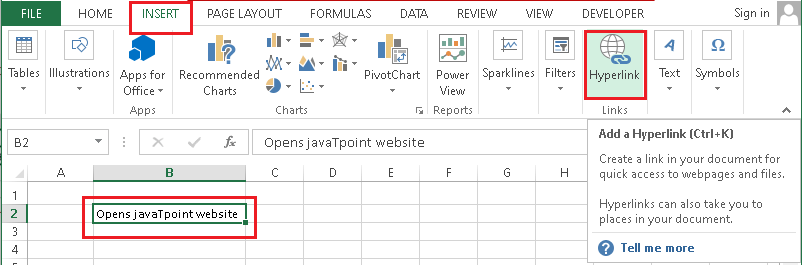 FILE HOME INSERT PAGE LAYOUT FORMULAS DATA REVIEW VIEW DEVELOPER Sign in
Tables Illustrations Apps for Office Recommended Charts PivotChart Power View Sparklines Filters Hyperlink Text Symbols
Apps Charts Reports Links
B2 fx Opens javaTpoint website
Add a Hyperlink (Ctrl+K)
Create a link in your document for
quick access to webpages and files.
Hyperlinks can also take you to
places in your document.
Tell me more
A B C D E F G H
1
2 Opens javaTpoint website
3
4
5